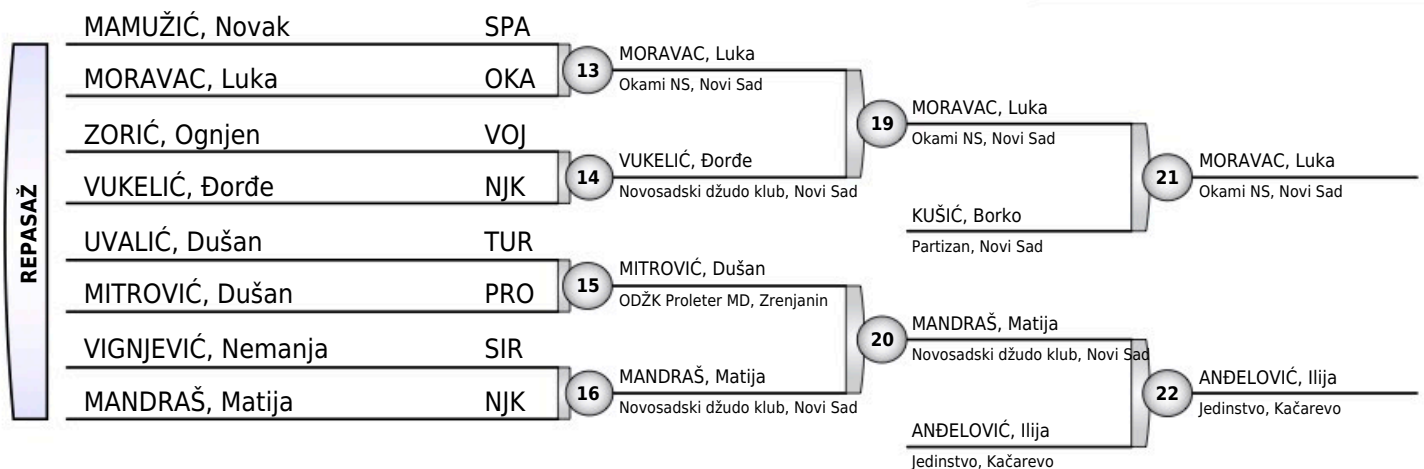 REPASAŽ
MAMUŽIĆ, Novak SPA
MORAVAC, Luka OKA
ZORIĆ, Ognjen VOJ
VUKELIĆ, Đorđe NJK
UVALIĆ, Dušan TUR
MITROVIĆ, Dušan PRO
VIGNJEVIĆ, Nemanja SIR
MANDRAŠ, Matija NJK
13
MORAVAC, Luka
Okami NS, Novi Sad
14
VUKELIĆ, Đorđe
Novosadski džudo klub, Novi Sad
15
MITROVIĆ, Dušan
ODŽK Proleter MD, Zrenjanin
16
MANDRAŠ, Matija
Novosadski džudo klub, Novi Sad
19
MORAVAC, Luka
Okami NS, Novi Sad
KUŠIĆ, Borko
Partizan, Novi Sad
20
MANDRAŠ, Matija
Novosadski džudo klub, Novi Sad
ANĐELOVIĆ, Ilija
Jedinstvo, Kačarevo
21
MORAVAC, Luka
Okami NS, Novi Sad
22
ANĐELOVIĆ, Ilija
Jedinstvo, Kačarevo